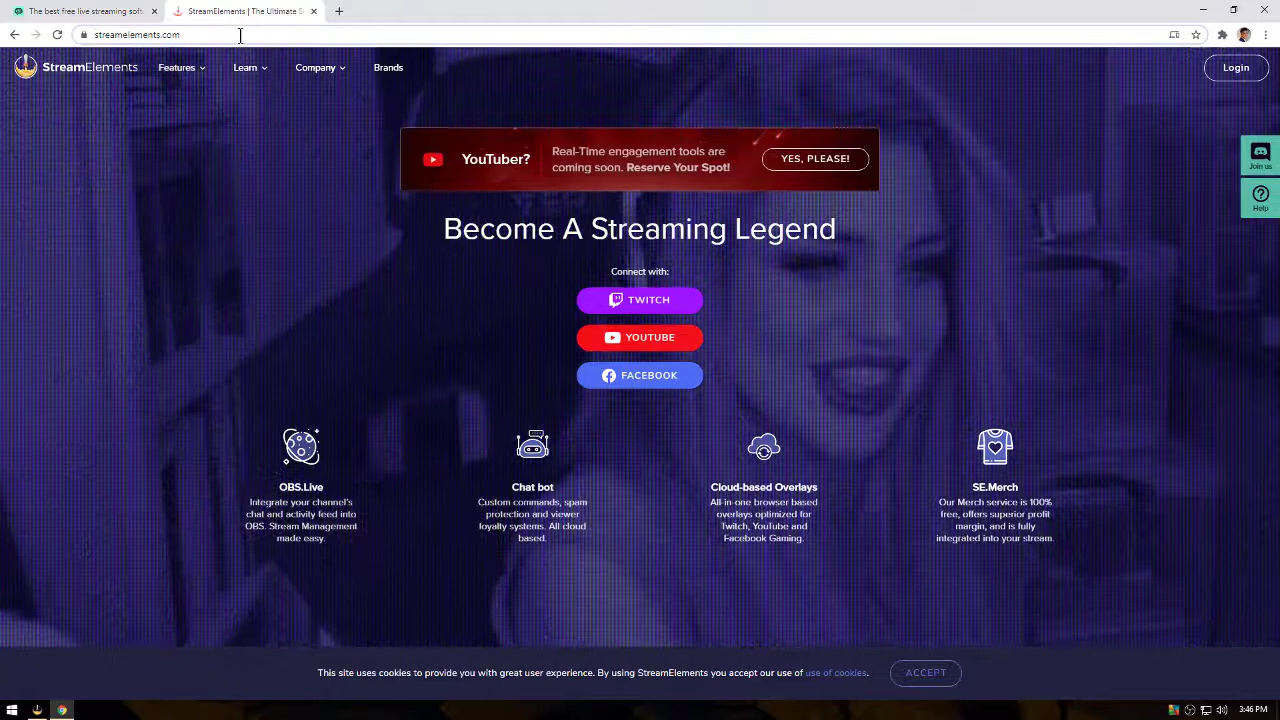 The best free live streaming soft
StreamElements | The Ultimate S
streamelements.com
StreamElements
Features
Learn
Company
Brands
Login
YouTuber?
Real-Time engagement tools are
coming soon. Reserve Your Spot!
YES, PLEASE!
Join us
Help
Become A Streaming Legend
Connect with:
TWITCH
YOUTUBE
FACEBOOK
OBS.Live
Integrate your channel's
chat and activity feed into
OBS. Stream Management
made easy.
Chat bot
Custom commands, spam
protection and viewer
loyalty systems. All cloud
based.
Cloud-based Overlays
All-in-one browser based
overlays optimized for
Twitch, YouTube and
Facebook Gaming.
SE.Merch
Our Merch service is 100%
free, offers superior profit
margin, and is fully
integrated into your stream.
This site uses cookies to provide you with great user experience. By using StreamElements you accept our use of use of cookies.
ACCEPT
3:46 PM